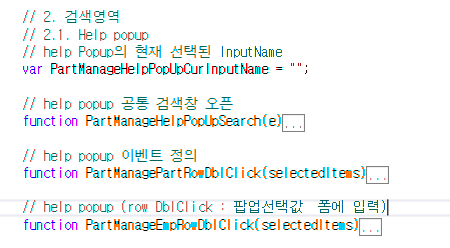 // 2. 검색영역
// 2.1. Help popup
// help Popup의 현재 선택된 InputName
var PartManageHelpPopUpCurInputName = "";
// help popup 공통 검색창 오픈
function PartManageHelpPopUpSearch(e)...
// help popup 이벤트 정의
function PartManagePartRowDblClick(selectedItems)...
// help popup (row DblClick : 팝업선택값  폼에 입력)
function PartManageEmpRowDblClick(selectedItems)...